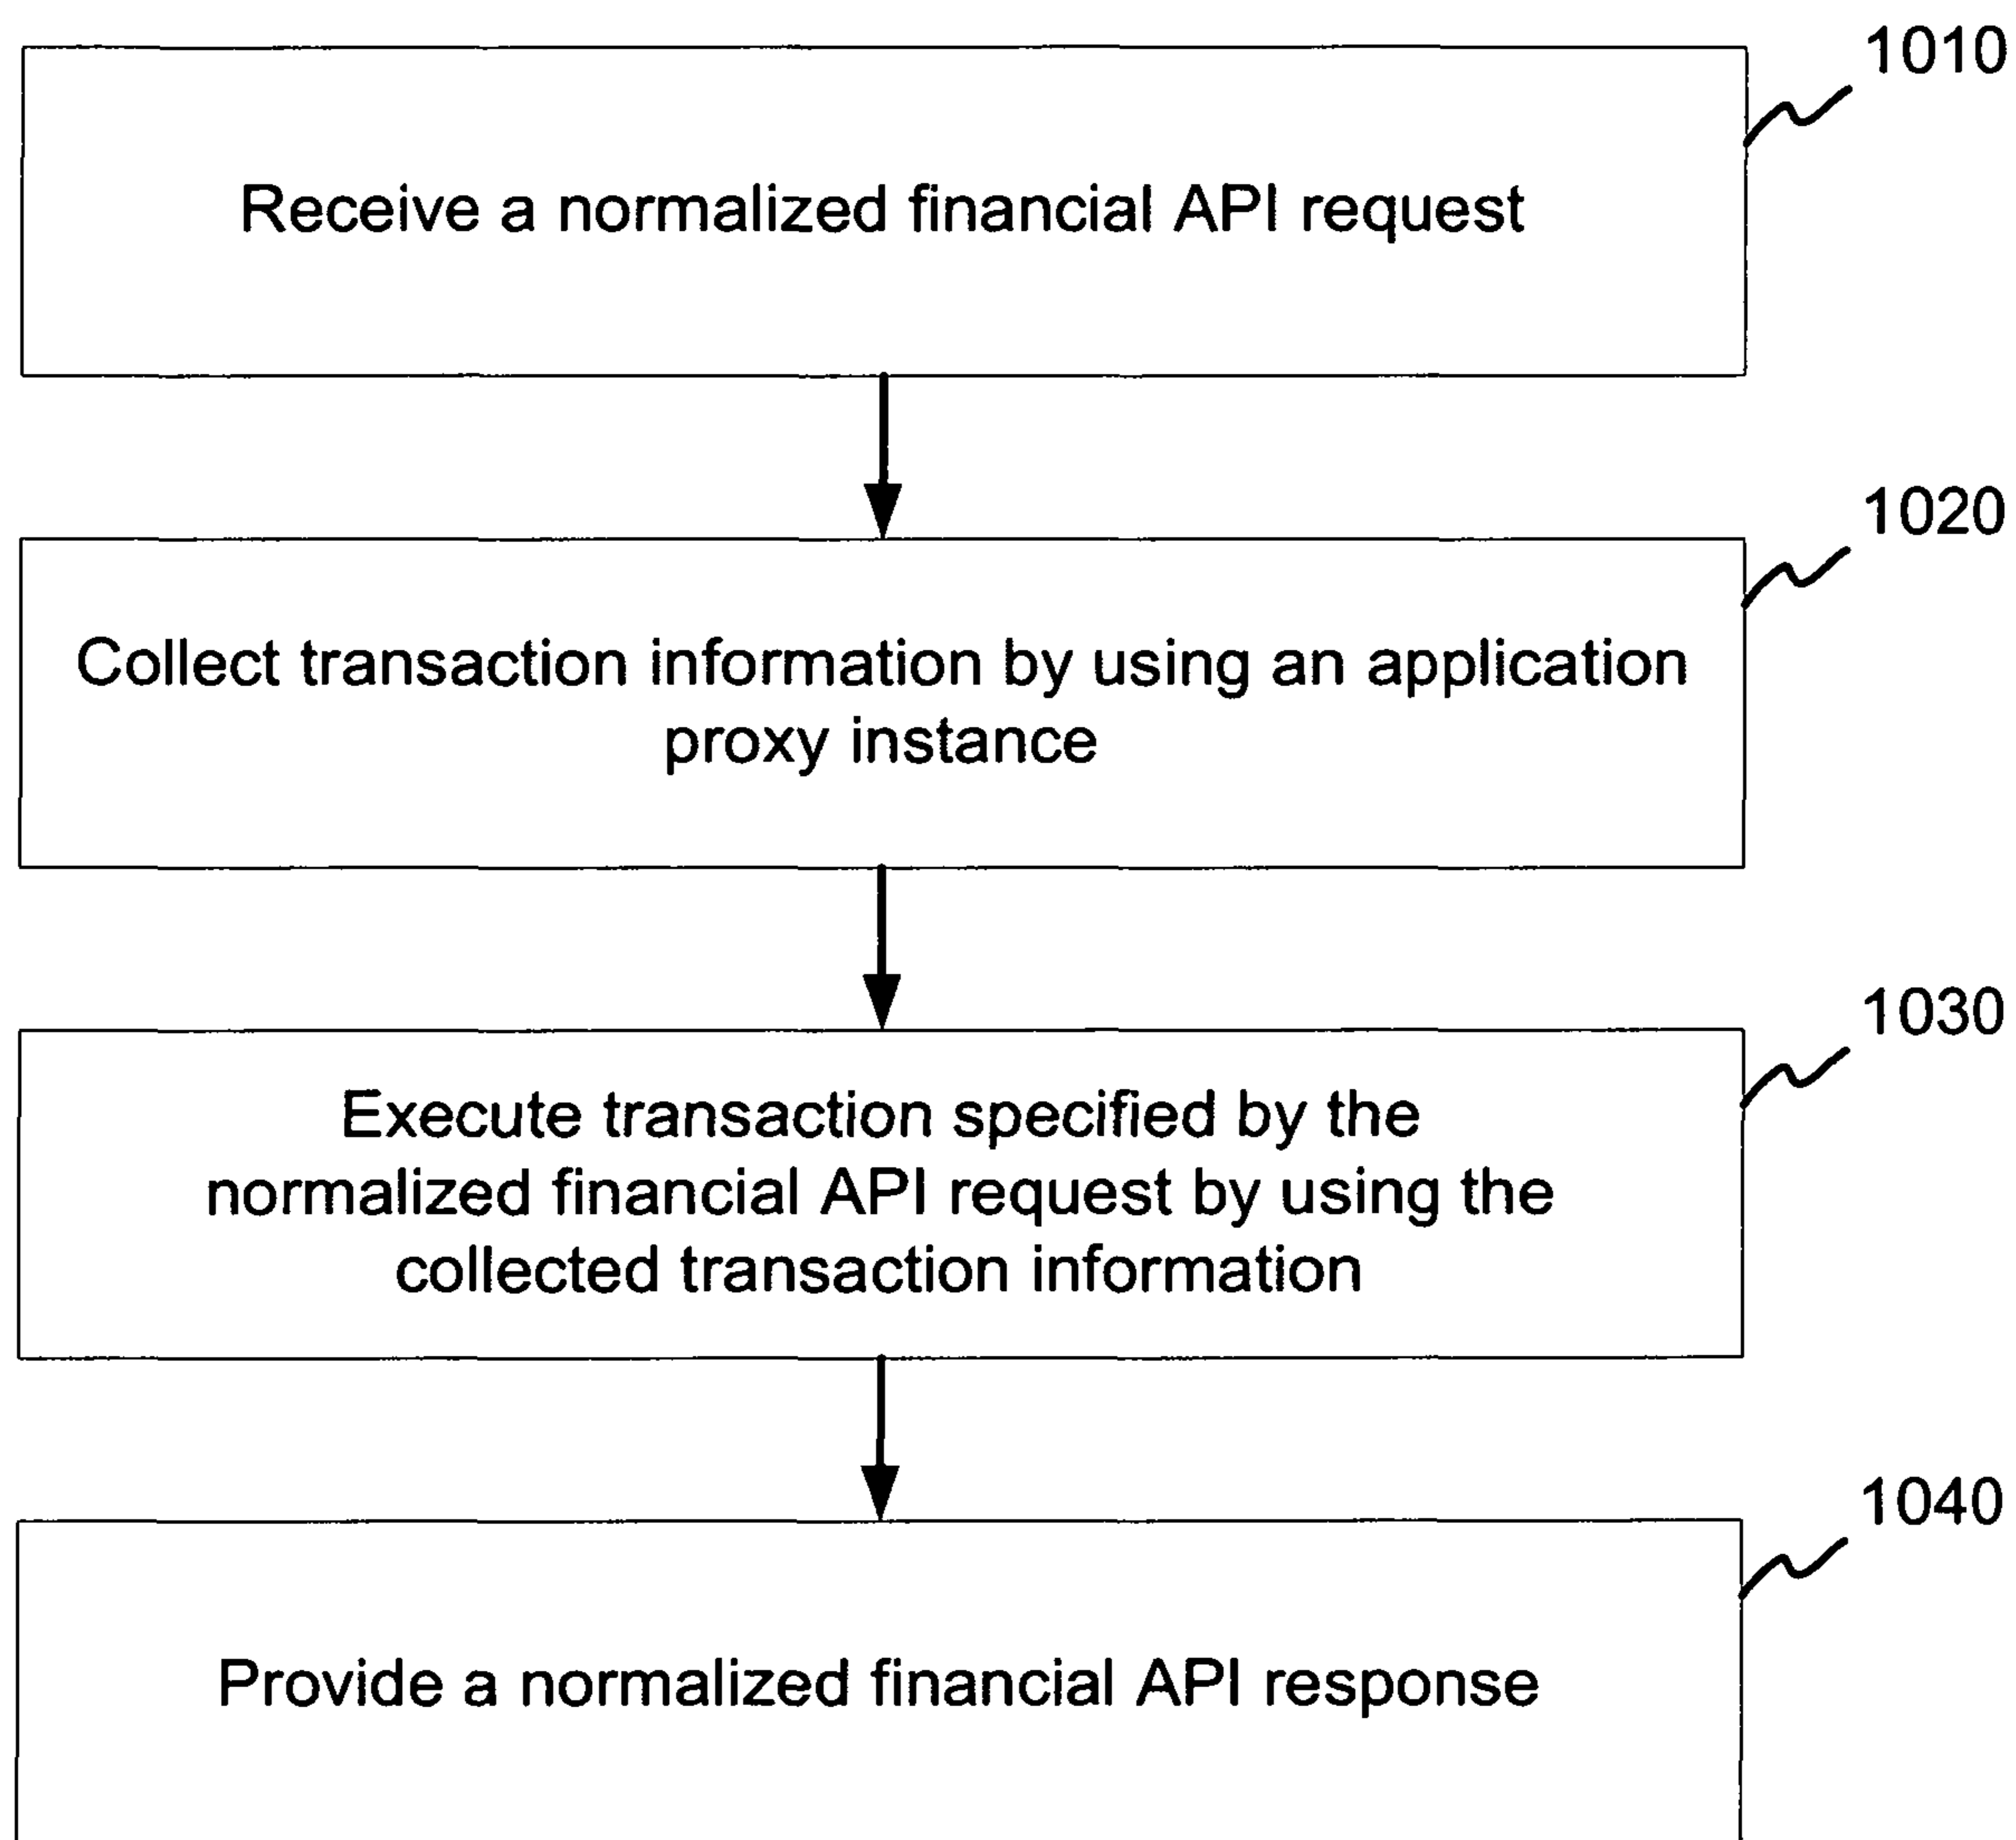 1010
Receive a normalized financial API request
1020
Collect transaction information by using an application
proxy instance
1030
Execute transaction specified by the
normalized financial API request by using the
collected transaction information
1040
Provide a normalized financial API response